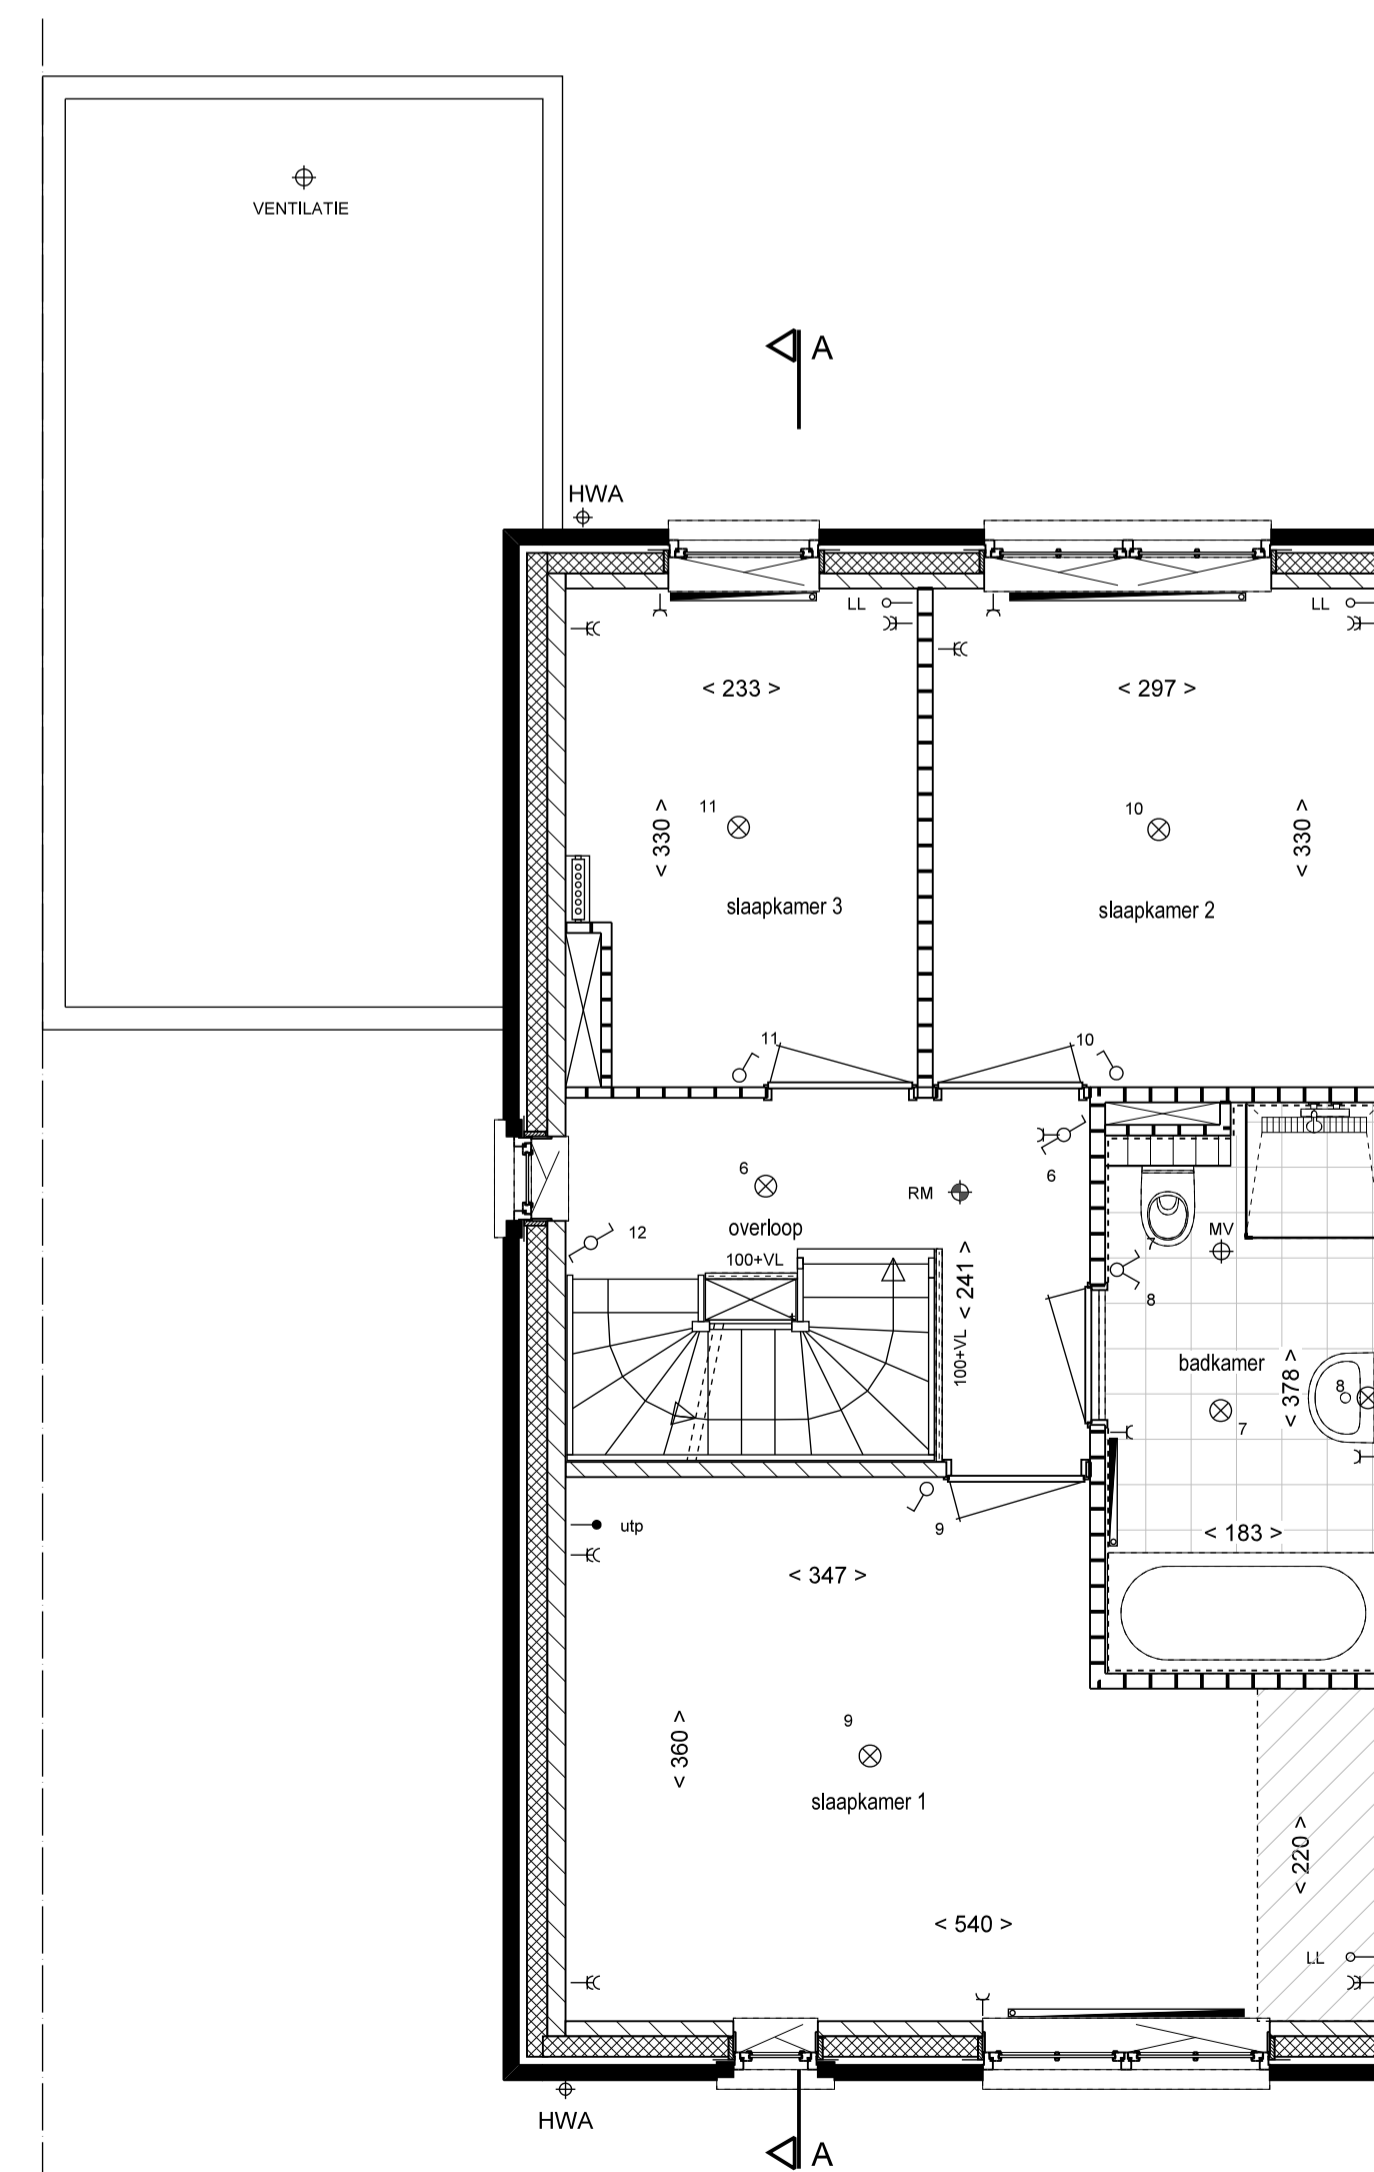 VENTILATIE
A
HWA
LL
LL
< 233 >
< 297 >
11
< 330 >
10
< 330 >
slaapkamer 3
slaapkamer 2
11
10
6
6
RM
12
overloop
100+VL
< 241 >
100+VL
MV
7
8
badkamer
< 378 >
8
7
9
utp
< 183 >
< 347 >
9
< 360 >
slaapkamer 1
< 220 >
< 540 >
LL
HWA
A